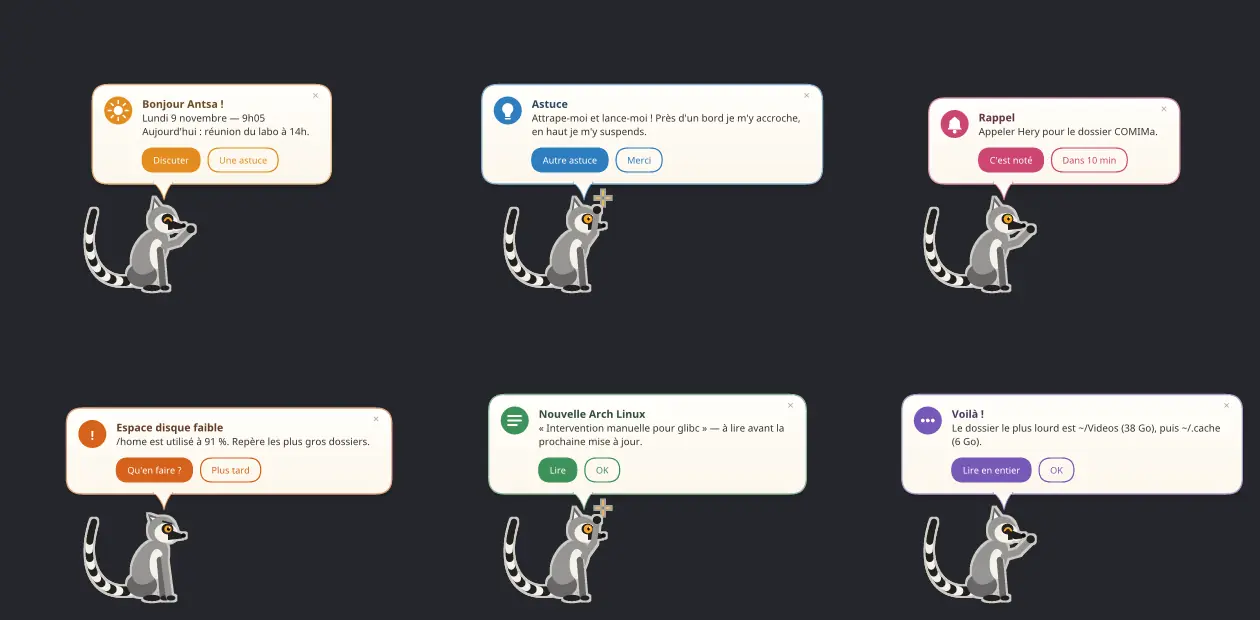 Bonjour Antsa !
Lundi 9 novembre — 9h05
Aujourd'hui : réunion du labo à 14h.
Discuter
Une astuce
Astuce
Attrape-moi et lance-moi ! Près d'un bord je m'y accroche,
en haut je m'y suspends.
Autre astuce
Merci
Rappel
Appeler Hery pour le dossier COMIMa.
C'est noté
Dans 10 min
Espace disque faible
/home est utilisé à 91 %. Repère les plus gros dossiers.
Qu'en faire ?
Plus tard
Nouvelle Arch Linux
« Intervention manuelle pour glibc » — à lire avant la
prochaine mise à jour.
Lire
OK
Voilà !
Le dossier le plus lourd est ~/Videos (38 Go), puis ~/.cache
(6 Go).
Lire en entier
OK